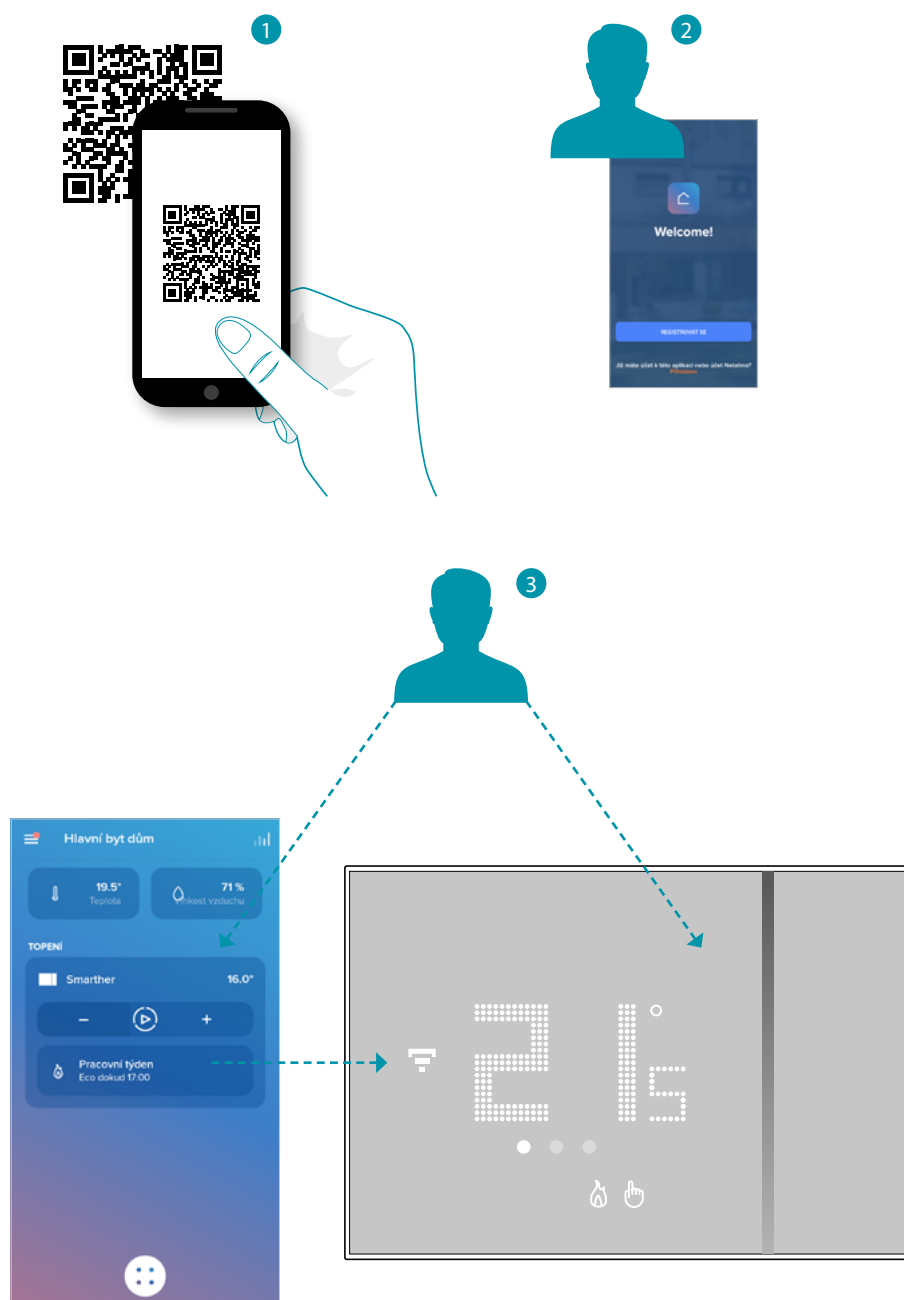 1
2
Welcome!
REGISTROVAT SE
Již máte účet k této aplikaci nebo účet Netatmo?
Přihlášení
3
Hlavní byt dům
19.5°
Teplota
71 %
Vlhkost vzduchu
TOPENÍ
Smarther
16.0°
− +
Pracovní týden
Eco dokud 17:00
21°5